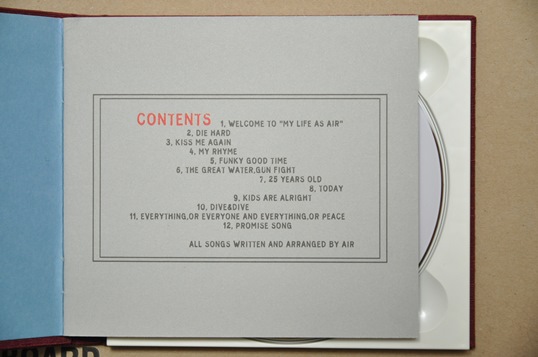 CONTENTS 1, WELCOME TO "MY LIFE AS AIR"
2, DIE HARD
3, KISS ME AGAIN
4, MY RHYME
5, FUNKY GOOD TIME
6, THE GREAT WATER,GUN FIGHT
7, 25 YEARS OLD
8, TODAY
9, KIDS ARE ALRIGHT
10, DIVE&DIVE
11, EVERYTHING,OR EVERYONE AND EVERYTHING,OR PEACE
12, PROMISE SONG
ALL SONGS WRITTEN AND ARRANGED BY AIR